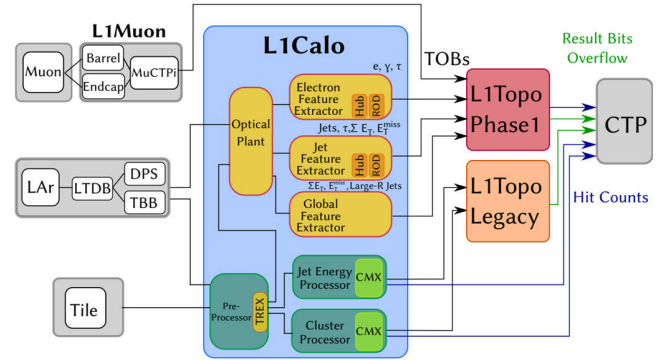 L1Muon
Muon
Barrel
Endcap
MuCTPi
L1Calo
e, γ, τ
Optical
Plant
Electron
Feature
Extractor
Hub
ROD
Jets, τ,Σ E_T, E_T^miss
Jet
Feature
Extractor
Hub
ROD
ΣE_T, E_T^miss,Large-R Jets
Global
Feature
Extractor
LAr
LTDB
DPS
TBB
Tile
Pre-
Processor
TREX
Jet Energy
Processor
CMX
Cluster
Processor
CMX
TOBs
L1Topo
Phase1
L1Topo
Legacy
Result Bits
Overflow
CTP
Hit Counts